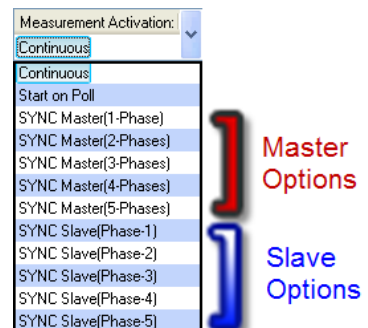 Measurement Activation:
Continuous
Continuous
Start on Poll
SYNC Master(1-Phase)
SYNC Master(2-Phases)
SYNC Master(3-Phases)
SYNC Master(4-Phases)
SYNC Master(5-Phases)
SYNC Slave(Phase-1)
SYNC Slave(Phase-2)
SYNC Slave(Phase-3)
SYNC Slave(Phase-4)
SYNC Slave(Phase-5)
Master
Options
Slave
Options